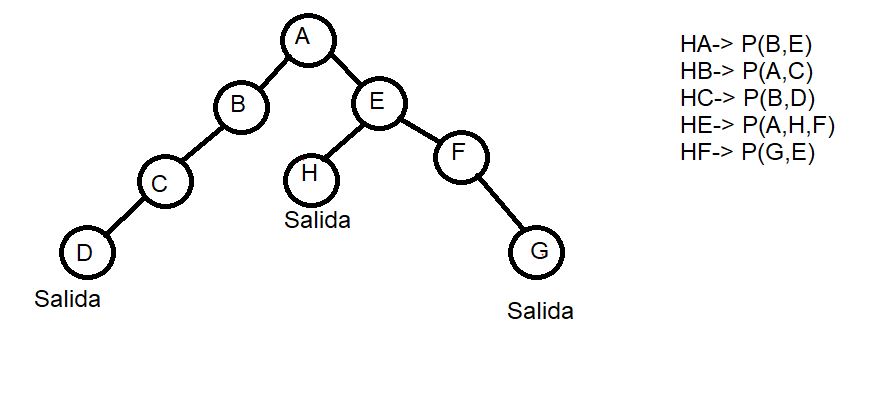 A
B
E
C
H
F
D
G
Salida
Salida
Salida
HA-> P(B,E)
HB-> P(A,C)
HC-> P(B,D)
HE-> P(A,H,F)
HF-> P(G,E)